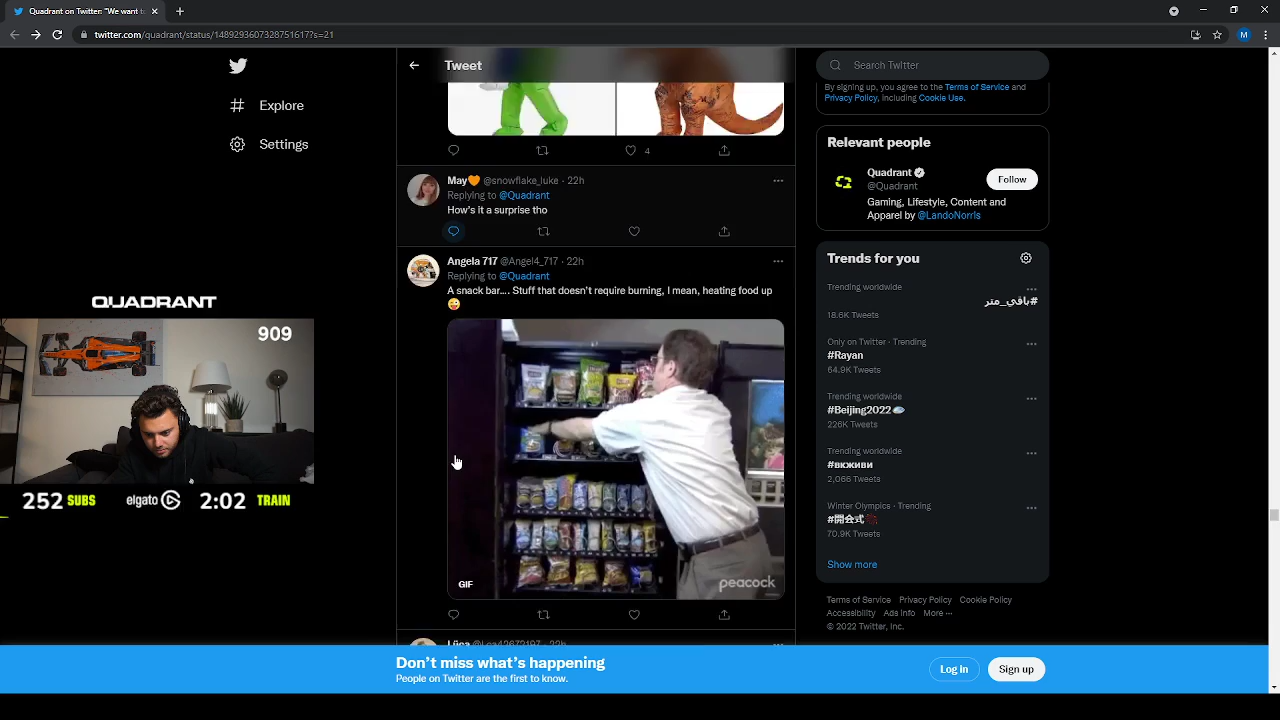 Quadrant on Twitter: "We want to
twitter.com/quadrant/status/1489293607328751617?s=21
M
Explore
Settings
Tweet
Search Twitter
By signing up, you agree to the Terms of Service and
Privacy Policy, including Cookie Use.
4
May🧡 @snowflake_luke · 22h
Replying to @Quadrant
How's it a surprise tho
Angela 717 @Angel4_717 · 22h
Replying to @Quadrant
A snack bar.... Stuff that doesn't require burning, I mean, heating food up
😜
GIF
peacock
Relevant people
Quadrant
@Quadrant
Follow
Gaming, Lifestyle, Content and
Apparel by @LandoNorris
Trends for you
Trending worldwide
#باقي_متر
18.6K Tweets
Only on Twitter · Trending
#Rayan
64.9K Tweets
Trending worldwide
#Beijing2022
226K Tweets
Trending worldwide
#вкживи
2,066 Tweets
Winter Olympics · Trending
#開会式
70.9K Tweets
Show more
Terms of Service Privacy Policy Cookie Policy
Accessibility Ads info More ···
© 2022 Twitter, Inc.
QUADRANT
909
252 SUBS elgato 2:02 TRAIN
Don't miss what's happening
People on Twitter are the first to know.
Log in
Sign up